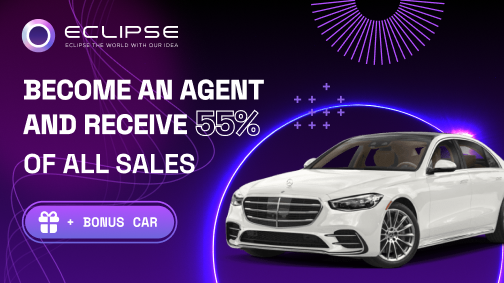 ECLIPSE
ECLIPSE THE WORLD WITH OUR IDEA
BECOME AN AGENT
AND RECEIVE 55%
OF ALL SALES
+ BONUS CAR